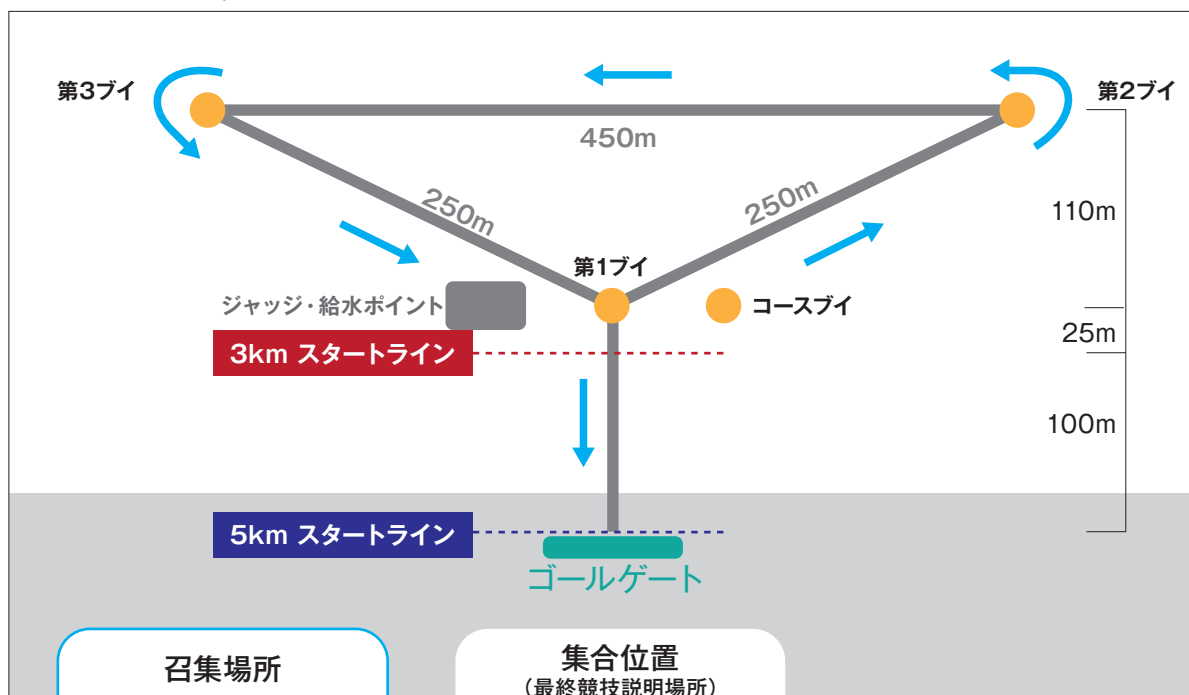 第3ブイ
第2ブイ
450m
250m
250m
110m
第1ブイ
ジャッジ・給水ポイント
コースブイ
25m
3km スタートライン
100m
5km スタートライン
ゴールゲート
召集場所
集合位置
（最終競技説明場所）